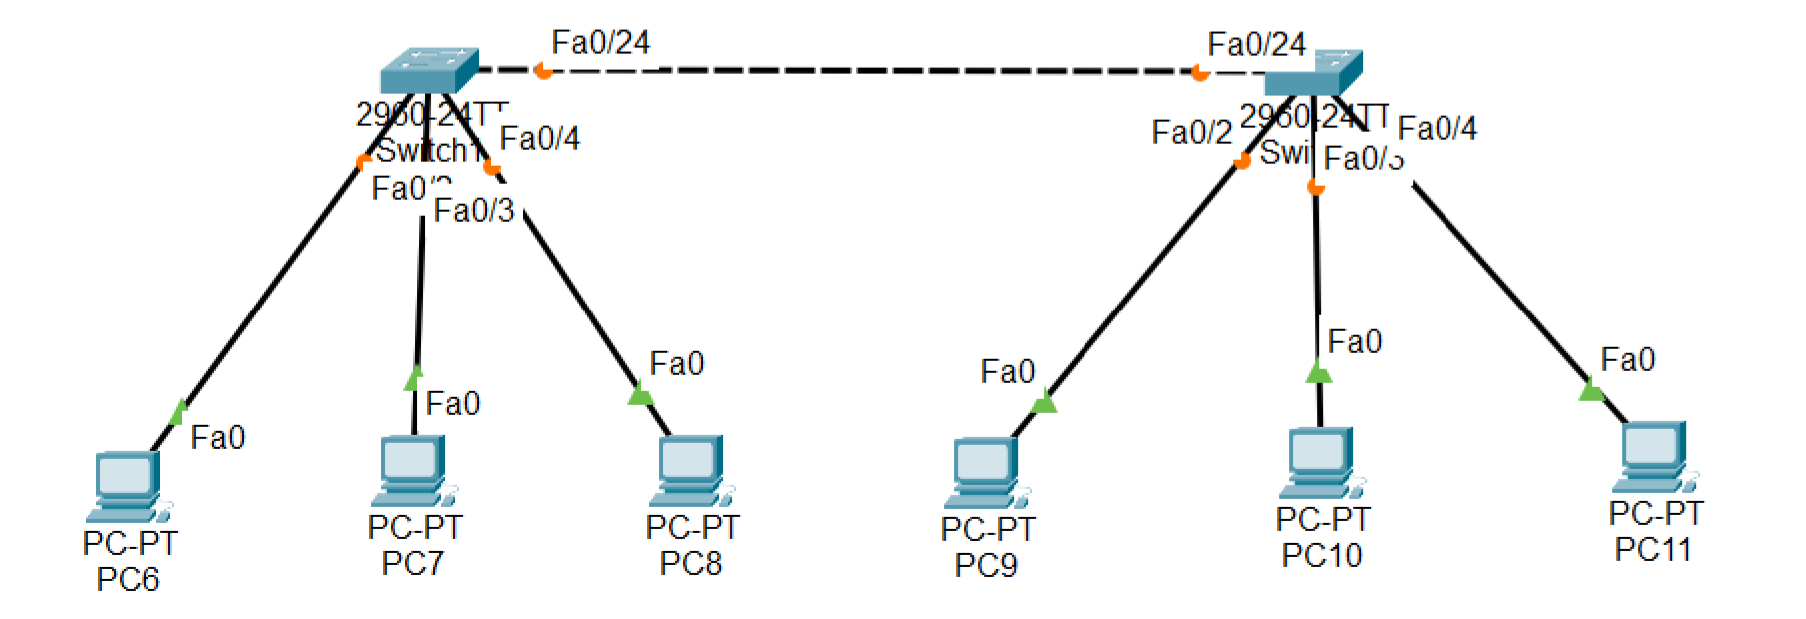 Fa0/24
Fa0/24
2960-24TT
Switch1
Fa0/4
Fa0/3
Fa0/2
2960-24TT
Fa0/4
Fa0/3
Fa0
Fa0
Fa0
Fa0
Fa0
Fa0
PC-PT
PC6
PC-PT
PC7
PC-PT
PC8
PC-PT
PC9
PC-PT
PC10
PC-PT
PC11